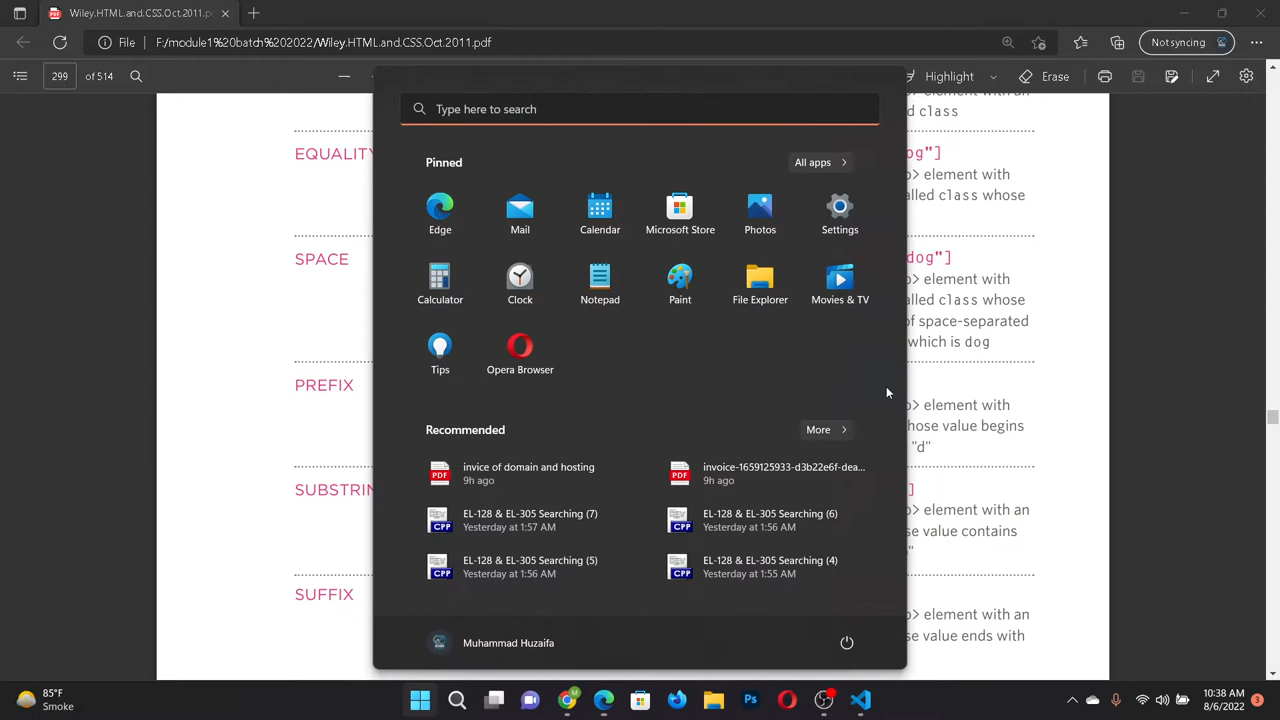 Wiley.HTML.and.CSS.Oct.2011.p
File F:/module1%20batch%202022/Wiley.HTML.and.CSS.Oct.2011.pdf
Not syncing
299 of 514
Highlight
Erase
d class
EQUALITY
og"]
element with
alled class whose
SPACE
dog"]
element with
alled class whose
of space-separated
which is dog
PREFIX
element with
hose value begins
"d"
SUBSTRIN
]
element with an
se value contains
SUFFIX
element with an
se value ends with
Type here to search
Pinned
All apps
Edge
Mail
Calendar
Microsoft Store
Photos
Settings
Calculator
Clock
Notepad
Paint
File Explorer
Movies & TV
Tips
Opera Browser
Recommended
More
invice of domain and hosting
9h ago
invoice-1659125933-d3b22e6f-dea...
9h ago
EL-128 & EL-305 Searching (7)
Yesterday at 1:57 AM
EL-128 & EL-305 Searching (6)
Yesterday at 1:56 AM
EL-128 & EL-305 Searching (5)
Yesterday at 1:56 AM
EL-128 & EL-305 Searching (4)
Yesterday at 1:55 AM
Muhammad Huzaifa
85°F
Smoke
10:38 AM
8/6/2022
3